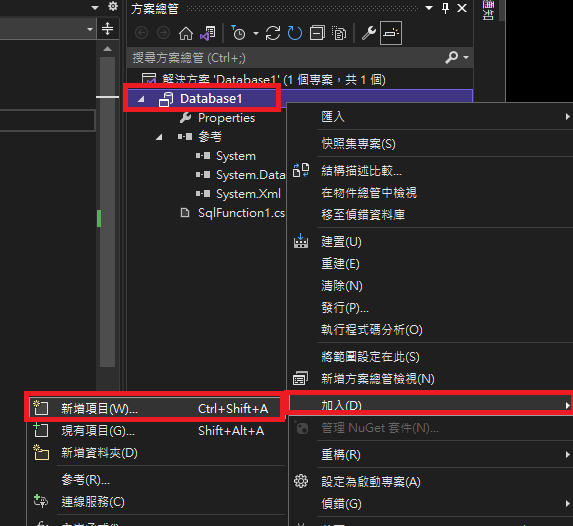 方案總管
通知
搜尋方案總管 (Ctrl+;)
解決方案 'Database1' (1 個專案，共 1 個)
Database1
Properties
參考
System
System.Data
System.Xml
SqlFunction1.cs
匯入
快照集專案(S)
結構描述比較...
在物件總管中檢視
移至偵錯資料庫
建置(U)
重建(E)
清除(N)
發行(P)...
執行程式碼分析(O)
將範圍設定在此(S)
新增方案總管檢視(N)
加入(D)
管理 NuGet 套件(N)...
重構(R)
設定為啟動專案(A)
偵錯(G)
新增項目(W)... Ctrl+Shift+A
現有項目(G)... Shift+Alt+A
新增資料夾(D)
參考(R)...
連線服務(C)